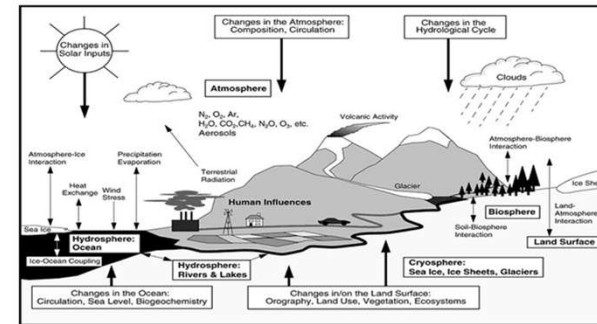 Changes in
Solar Inputs
Changes in the Atmosphere:
Composition, Circulation
Changes in the
Hydrological Cycle
Atmosphere
Clouds
N₂, O₂, Ar,
H₂O, CO₂,CH₄, N₂O, O₃, etc.
Aerosols
Volcanic Activity
Atmosphere-Biosphere
Interaction
Atmosphere-Ice
Interaction
Precipitation
Evaporation
Terrestrial
Radiation
Heat
Exchange
Wind
Stress
Human Influences
Glacier
Ice She
Land-
Atmosphere
Interaction
Biosphere
Soil-Biosphere
Interaction
Land Surface
Sea Ice
Hydrosphere:
Ocean
Ice-Ocean Coupling
Hydrosphere:
Rivers & Lakes
Cryosphere:
Sea Ice, Ice Sheets, Glaciers
Changes in the Ocean:
Circulation, Sea Level, Biogeochemistry
Changes in/on the Land Surface:
Orography, Land Use, Vegetation, Ecosystems